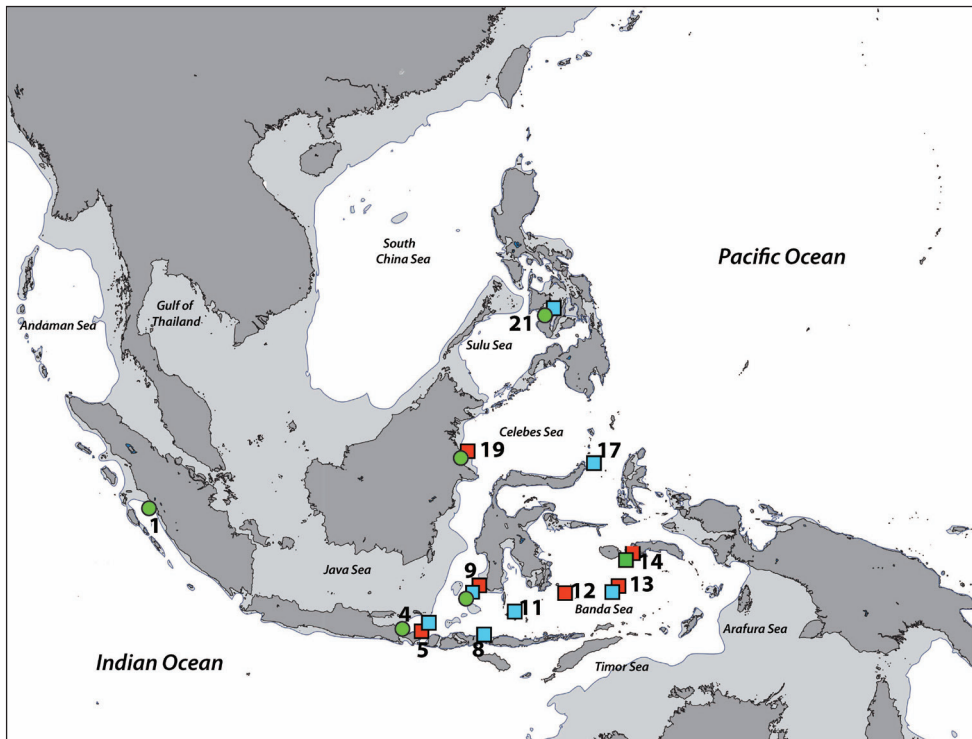 South
China Sea
Pacific Ocean
Gulf of
Thailand
Andaman Sea
21
Sulu Sea
Celebes Sea
19
17
1
Java Sea
9
14
13
12
11
Banda Sea
4
5
8
Arafura Sea
Timor Sea
Indian Ocean